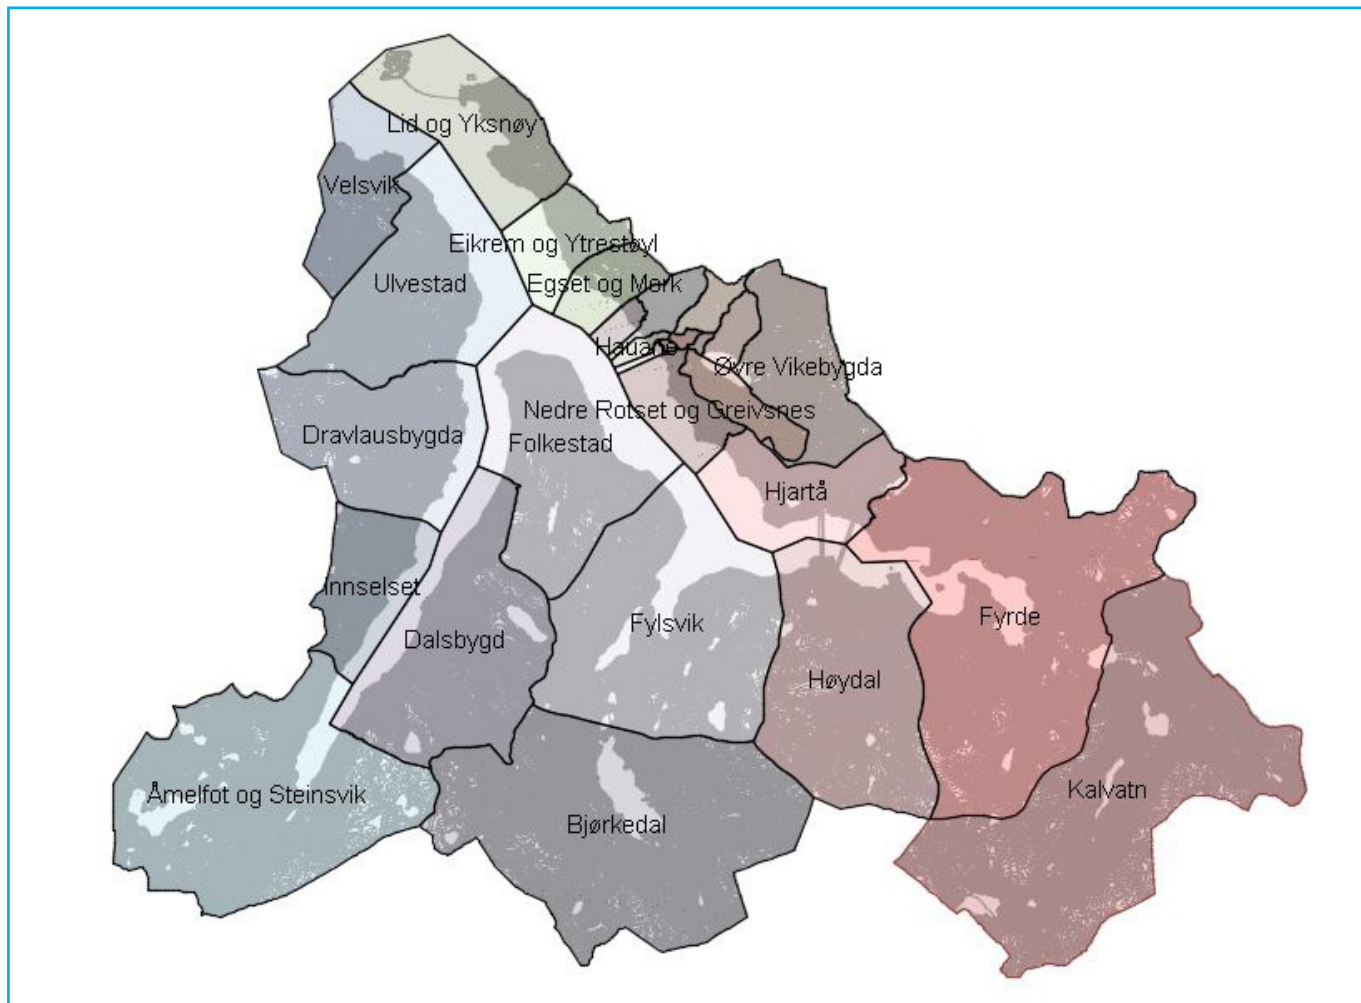 Lid og Yksnøy
Velsvik
Eikrem og Ytrestøyl
Ulvestad
Egset og Mork
Hauane
Øvre Vikebygda
Nedre Rotset og Greivsnes
Dravlausbygda
Folkestad
Hjartå
Innselset
Fyrde
Fylsvik
Dalsbygd
Høydal
Kalvatn
Åmelfot og Steinsvik
Bjørkedal